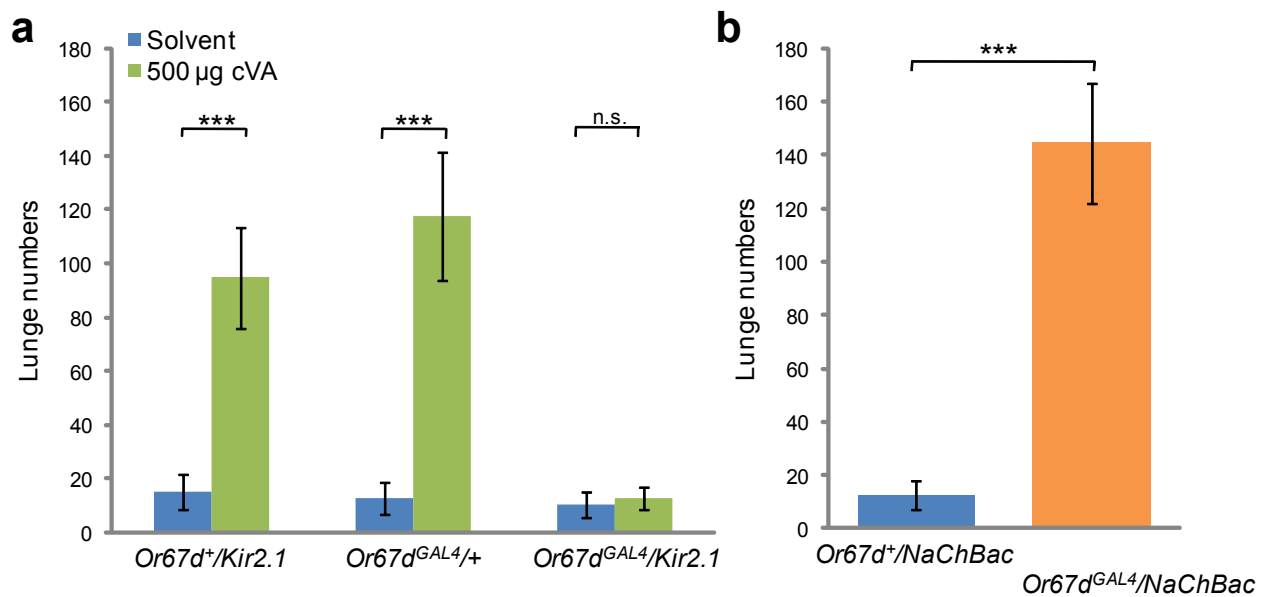 a
Solvent
500 µg cVA
Lunge numbers
180
160
140
120
100
80
60
40
20
0
***
***
n.s.
Or67d⁺/Kir2.1
Or67dᴳᴬᴸ⁴/+
Or67dᴳᴬᴸ⁴/Kir2.1
b
Lunge numbers
180
160
140
120
100
80
60
40
20
0
***
Or67d⁺/NaChBac
Or67dᴳᴬᴸ⁴/NaChBac